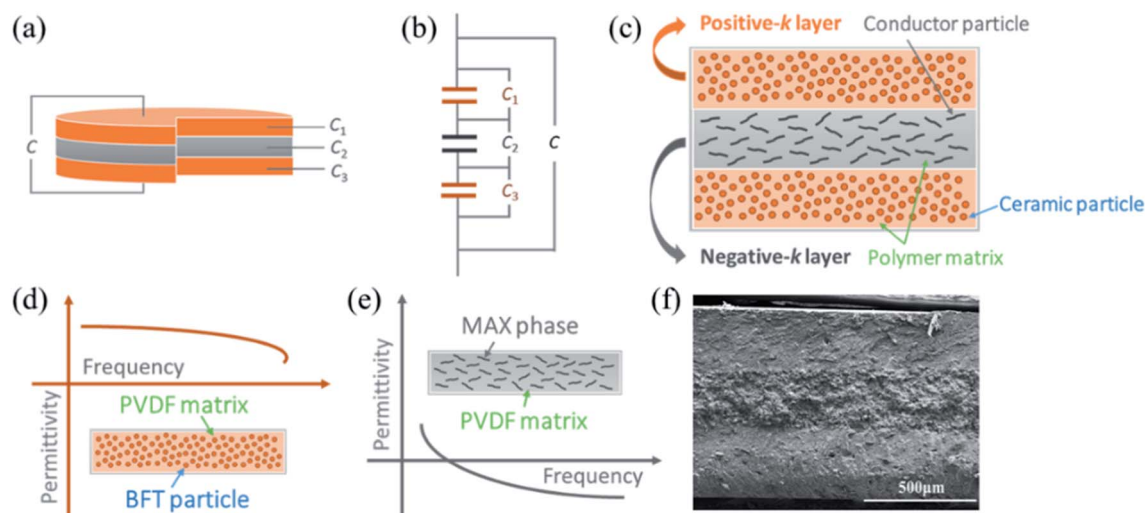 (a)
C
C1
C2
C3
(b)
C1
C2
C3
C
(c)
Positive-k layer
Conductor particle
Ceramic particle
Negative-k layer
Polymer matrix
(d)
Permittivity
Frequency
PVDF matrix
BFT particle
(e)
Permittivity
MAX phase
PVDF matrix
Frequency
(f)
500μm